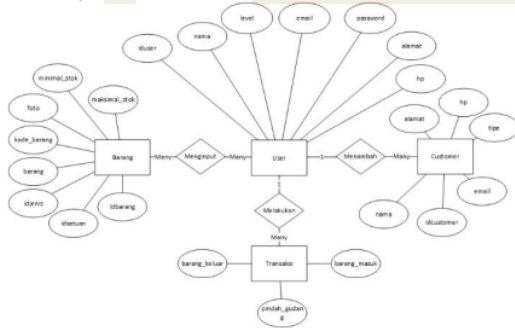 level
email
password
nama
iduser
alamat
hp
minimal_stok
maksimal_stok
foto
kode_barang
barang
idjenis
idsatuan
idbarang
Barang
Many
Menginput
Many
User
1
Menambah
Many
Customer
alamat
hp
tipe
email
idcustomer
nama
1
Melakukan
Many
Transaksi
barang_keluar
barang_masuk
pindah_gudan
g